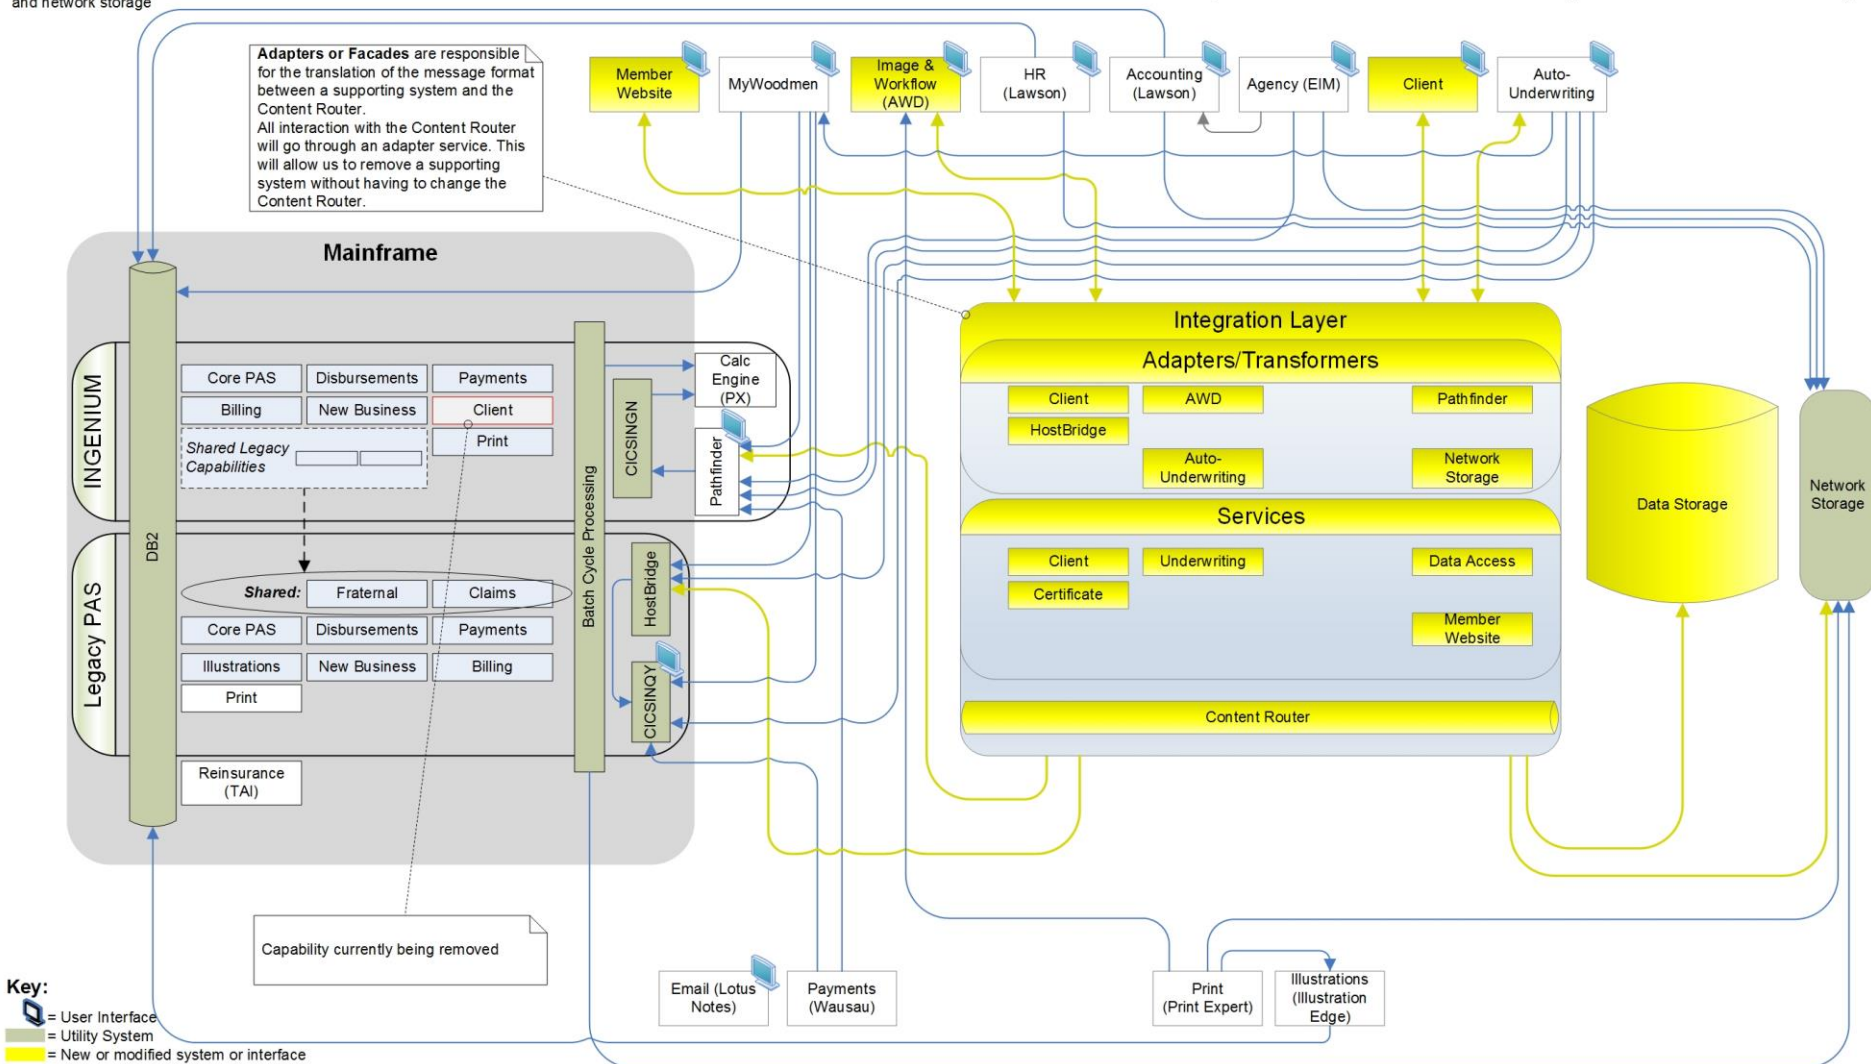 and network storage
Adapters or Facades are responsible
for the translation of the message format
between a supporting system and the
Content Router.
All interaction with the Content Router
will go through an adapter service. This
will allow us to remove a supporting
system without having to change the
Content Router.
Member
Website
MyWoodmen
Image &
Workflow
(AWD)
HR
(Lawson)
Accounting
(Lawson)
Agency (EIM)
Client
Auto-
Underwriting
Mainframe
DB2
Batch Cycle Processing
INGENIUM
Core PAS
Disbursements
Payments
Billing
New Business
Client
Shared Legacy
Capabilities
Print
CICSINGN
Calc
Engine
(PX)
Pathfinder
Legacy PAS
Shared:
Fraternal
Claims
Core PAS
Disbursements
Payments
Illustrations
New Business
Billing
Print
HostBridge
CICSINQY
Reinsurance
(TAI)
Integration Layer
Adapters/Transformers
Client
AWD
Pathfinder
HostBridge
Auto-
Underwriting
Network
Storage
Services
Client
Underwriting
Data Access
Certificate
Member
Website
Content Router
Data Storage
Network
Storage
Capability currently being removed
Email (Lotus
Notes)
Payments
(Wausau)
Print
(Print Expert)
Illustrations
(Illustration
Edge)
Key:
= User Interface
= Utility System
= New or modified system or interface